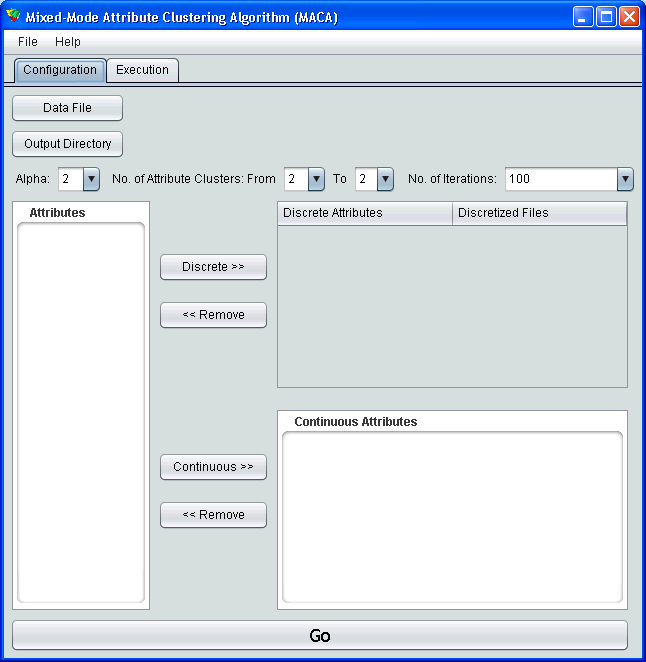 Mixed-Mode Attribute Clustering Algorithm (MACA)
File Help
Configuration Execution
Data File
Output Directory
Alpha: 2 No. of Attribute Clusters: From 2 To 2 No. of Iterations: 100
Attributes
Discrete Attributes Discretized Files
Discrete >>
<< Remove
Continuous Attributes
Continuous >>
<< Remove
Go